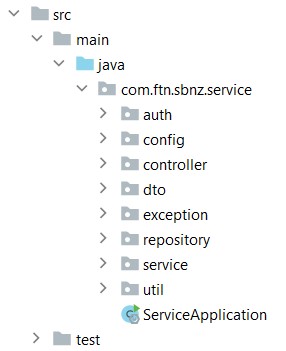 src
main
java
com.ftn.sbnz.service
auth
config
controller
dto
exception
repository
service
util
ServiceApplication
test